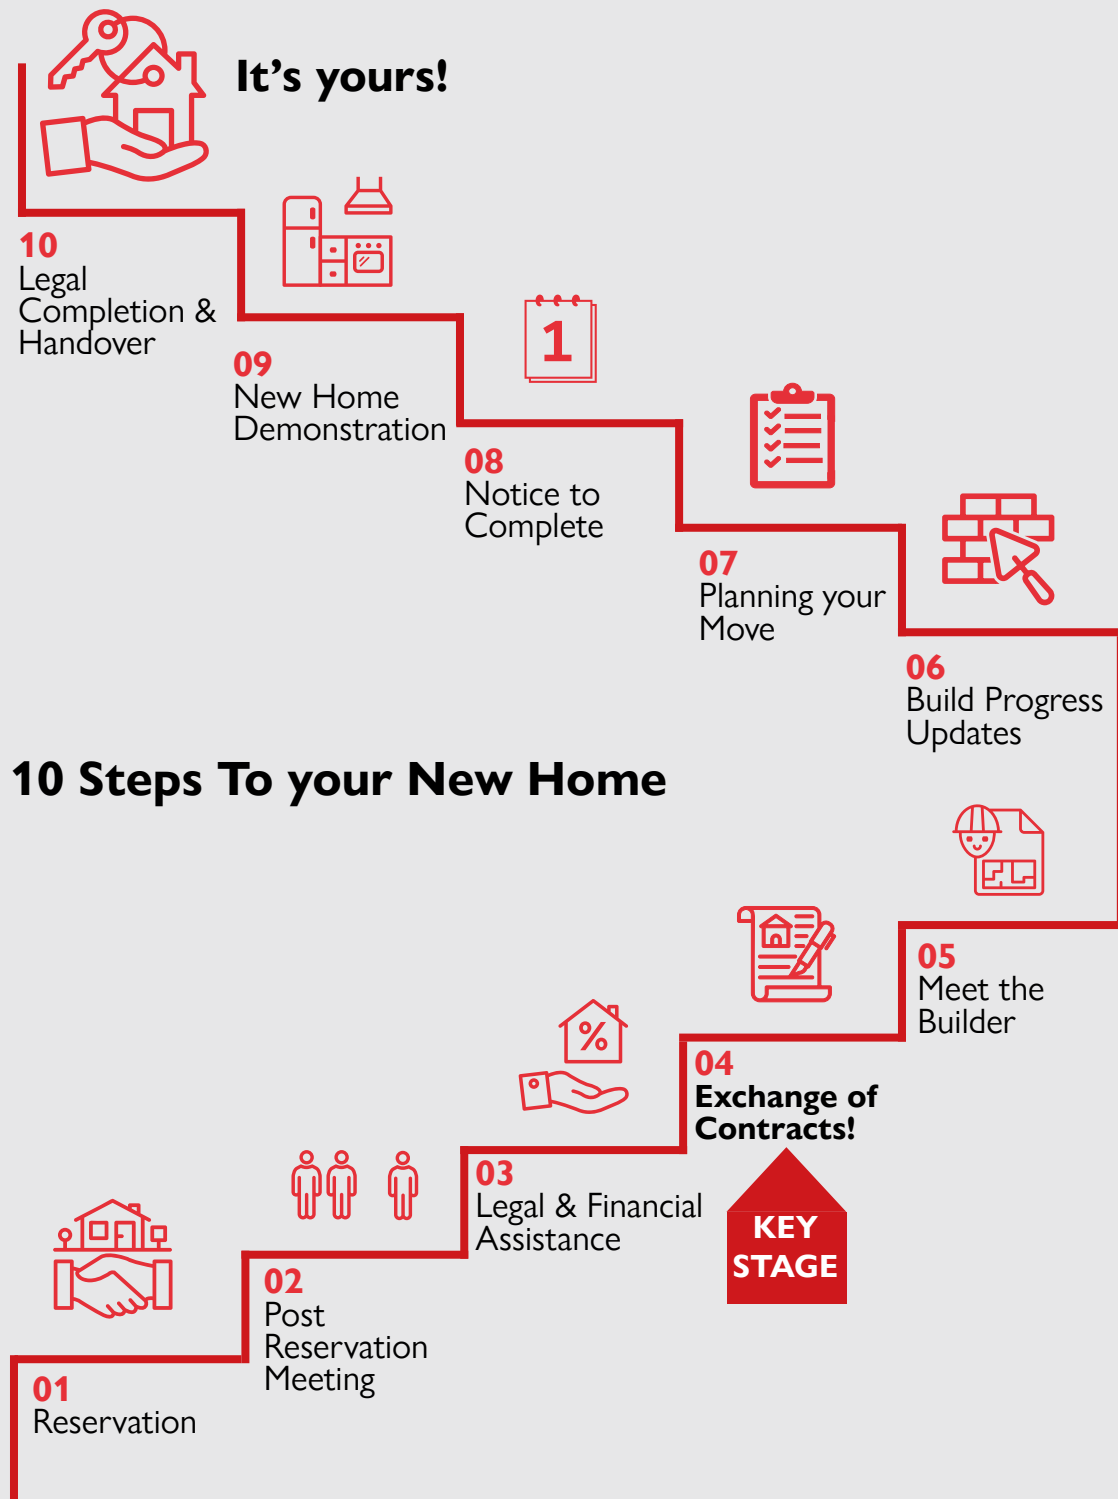 It's yours!
10
Legal
Completion &
Handover
09
New Home
Demonstration
1
08
Notice to
Complete
07
Planning your
Move
06
Build Progress
Updates
10 Steps To your New Home
05
Meet the
Builder
%
04
Exchange of
Contracts!
KEY
STAGE
03
Legal & Financial
Assistance
02
Post
Reservation
Meeting
01
Reservation